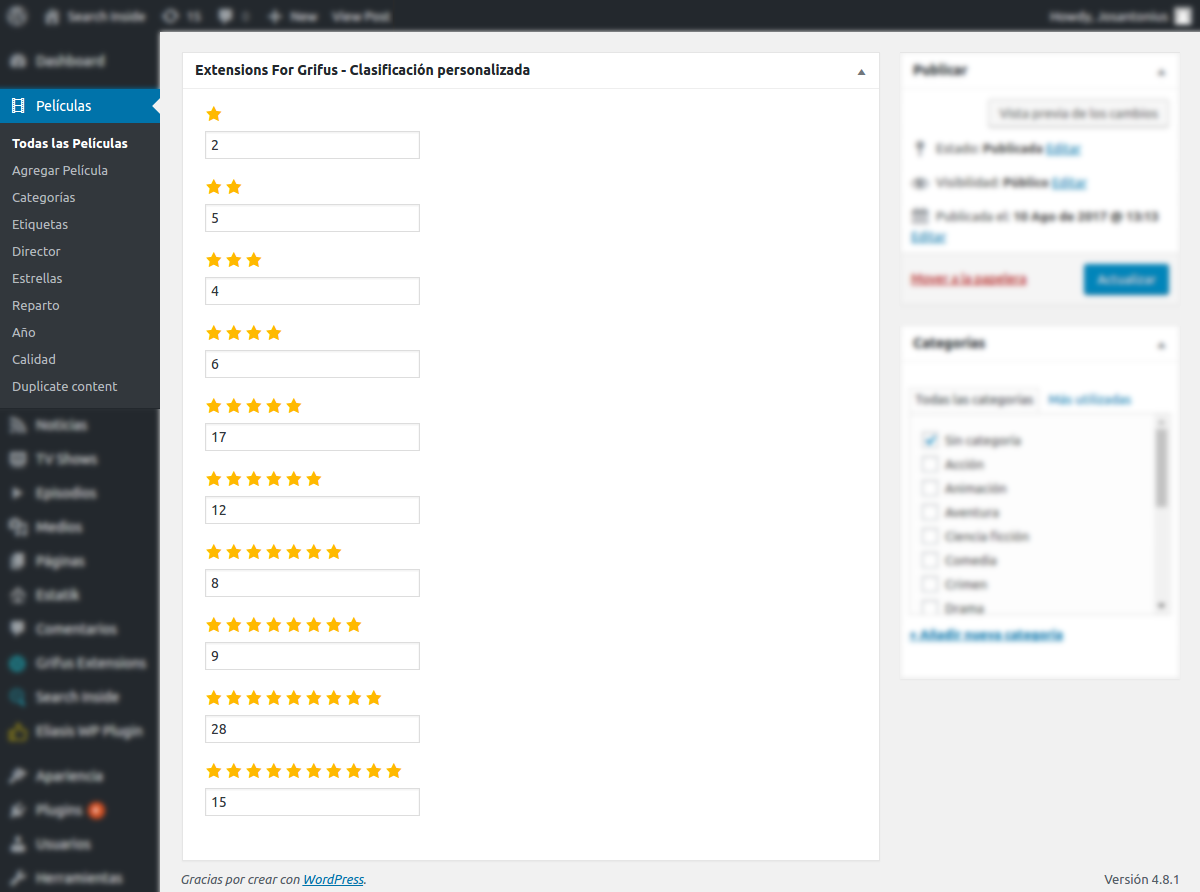 Search Inside
15
New
View Post
Howdy, Josantonius
Dashboard
Películas
Todas las Películas
Agregar Película
Categorías
Etiquetas
Director
Estrellas
Reparto
Año
Calidad
Duplicate content
Noticias
TV Shows
Episodios
Medios
Páginas
Estatik
Comentarios
Grifus Extensions
Search Inside
Eliasis WP Plugin
Apariencia
Plugins
Usuarios
Herramientas
Extensions For Grifus - Clasificación personalizada
2
5
4
6
17
12
8
9
28
15
Publicar
Vista previa de los cambios
Estado: Publicada Editar
Visibilidad: Público Editar
Publicada el: 10 Ago de 2017 @ 13:13
Editar
Mover a la papelera
Actualizar
Categorías
Todas las categorías
Más utilizadas
Sin categoría
Acción
Animación
Aventura
Ciencia ficción
Comedia
Crimen
Drama
+ Añadir nueva categoría
Gracias por crear con WordPress.
Versión 4.8.1